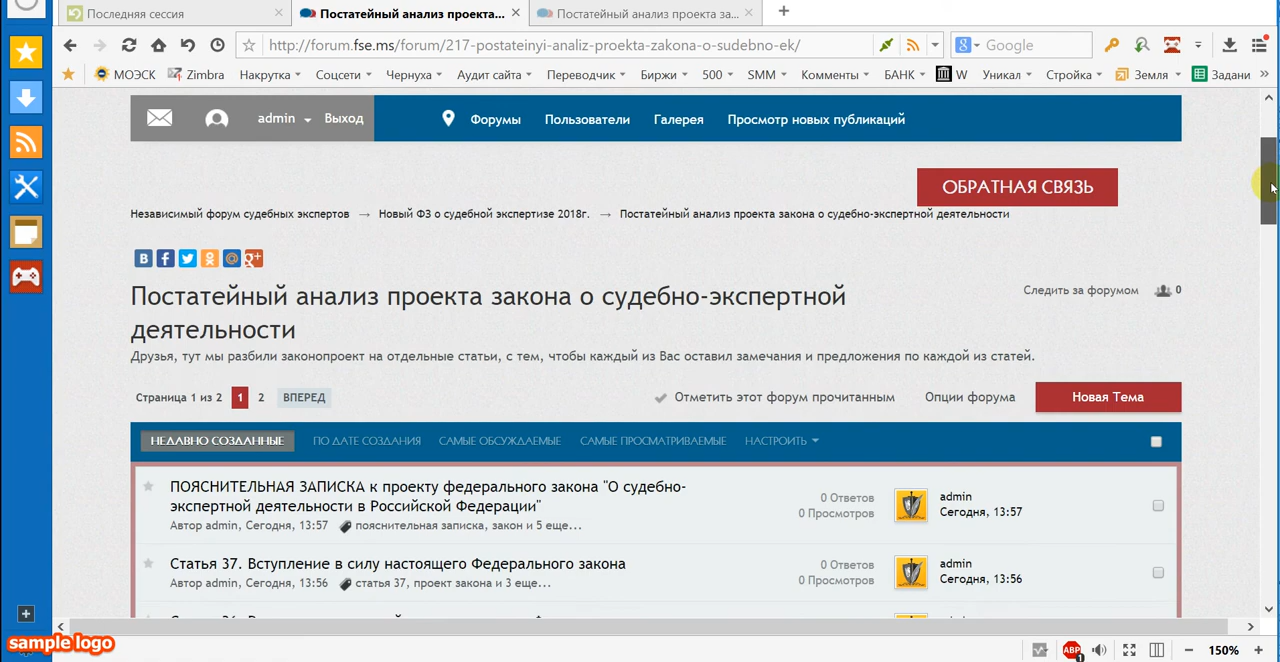 Последняя сессия
Постатейный анализ проекта...
Постатейный анализ проекта за...
http://forum.fse.ms/forum/217-postateinyi-analiz-proekta-zakona-o-sudebno-ek/
Google
МОЭСК Zimbra Накрутка Соцсети Чернуха Аудит сайта Переводчик Биржи 500 SMM Комменты БАНК W Уникал Стройка Земля Задани »
admin Выход Форумы Пользователи Галерея Просмотр новых публикаций
ОБРАТНАЯ СВЯЗЬ
Независимый форум судебных экспертов → Новый ФЗ о судебной экспертизе 2018г. → Постатейный анализ проекта закона о судебно-экспертной деятельности
Постатейный анализ проекта закона о судебно-экспертной
деятельности
Следить за форумом 0
Друзья, тут мы разбили законопроект на отдельные статьи, с тем, чтобы каждый из Вас оставил замечания и предложения по каждой из статей.
Страница 1 из 2 1 2 ВПЕРЕД Отметить этот форум прочитанным Опции форума Новая Тема
НЕДАВНО СОЗДАННЫЕ ПО ДАТЕ СОЗДАНИЯ САМЫЕ ОБСУЖДАЕМЫЕ САМЫЕ ПРОСМАТРИВАЕМЫЕ НАСТРОИТЬ
ПОЯСНИТЕЛЬНАЯ ЗАПИСКА к проекту федерального закона "О судебно-
экспертной деятельности в Российской Федерации"
Автор admin, Сегодня, 13:57 пояснительная записка, закон и 5 еще...
0 Ответов
0 Просмотров
admin
Сегодня, 13:57
Статья 37. Вступление в силу настоящего Федерального закона
Автор admin, Сегодня, 13:56 статья 37, проект закона и 3 еще...
0 Ответов
0 Просмотров
admin
Сегодня, 13:56
sample logo
ABP 1
150%